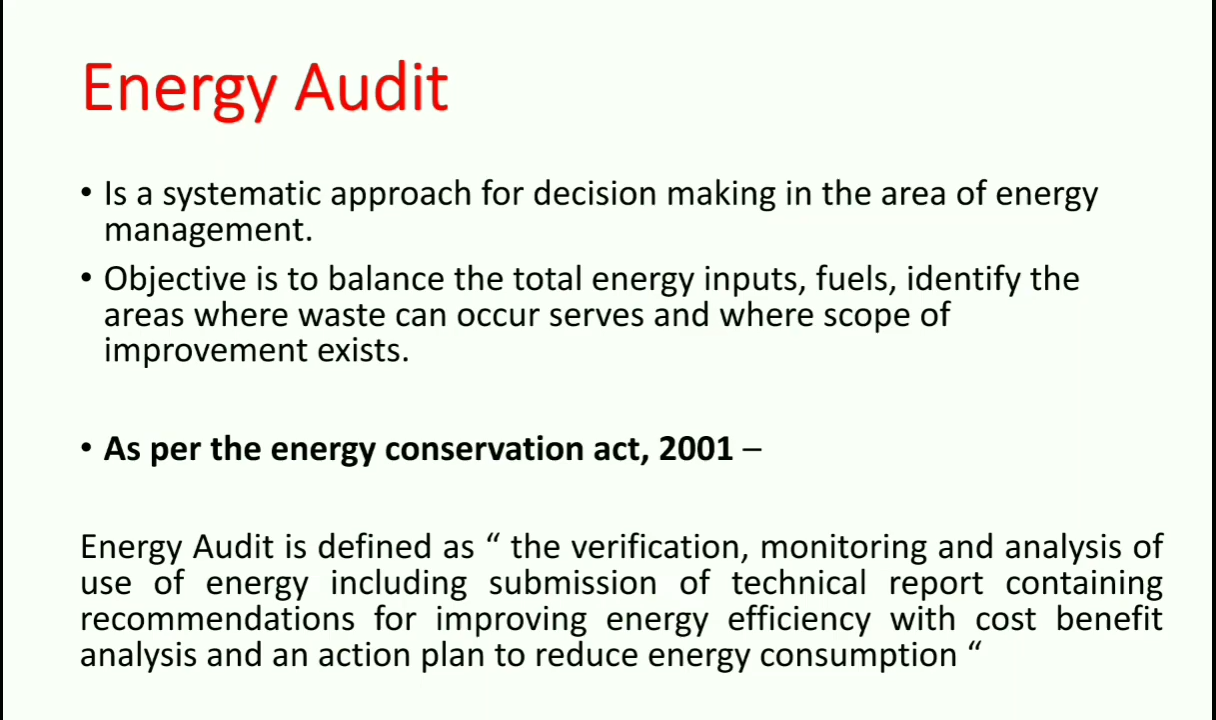 Energy Audit
• Is a systematic approach for decision making in the area of energy
management.
• Objective is to balance the total energy inputs, fuels, identify the
areas where waste can occur serves and where scope of
improvement exists.
• As per the energy conservation act, 2001 –
Energy Audit is defined as “ the verification, monitoring and analysis of
use of energy including submission of technical report containing
recommendations for improving energy efficiency with cost benefit
analysis and an action plan to reduce energy consumption “